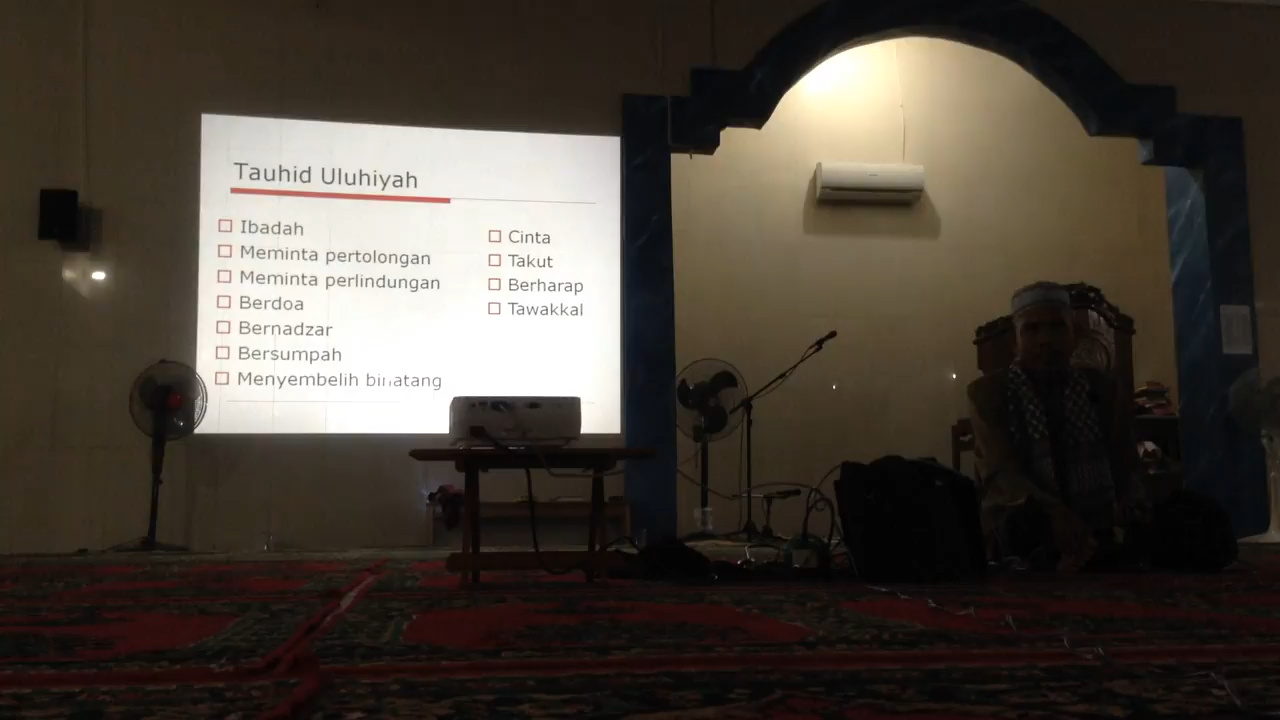 Tauhid Uluhiyah
Ibadah
Meminta pertolongan
Meminta perlindungan
Berdoa
Bernadzar
Bersumpah
Menyembelih binatang
Cinta
Takut
Berharap
Tawakkal